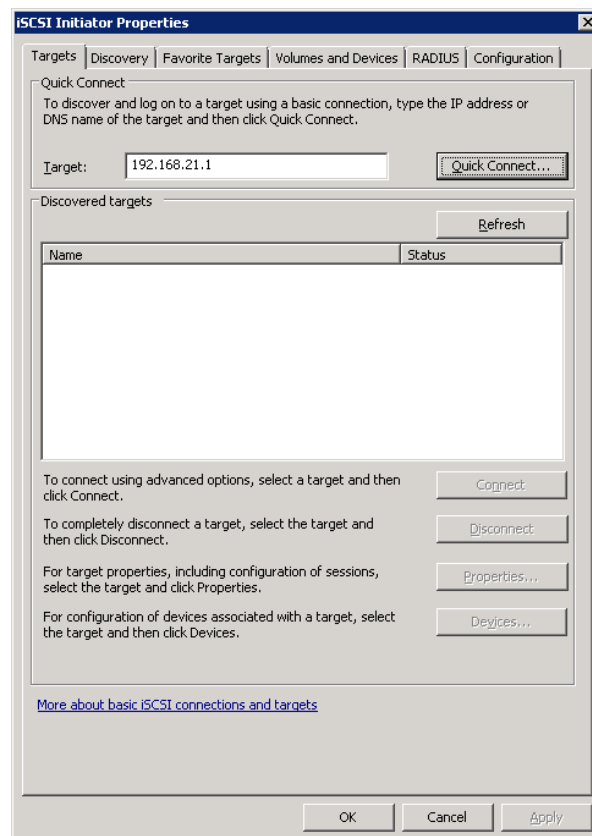 iSCSI Initiator Properties
Targets Discovery Favorite Targets Volumes and Devices RADIUS Configuration
Quick Connect
To discover and log on to a target using a basic connection, type the IP address or
DNS name of the target and then click Quick Connect.
Target: 192.168.21.1 Quick Connect...
Discovered targets
Refresh
Name Status
To connect using advanced options, select a target and then
click Connect.
Connect
To completely disconnect a target, select the target and
then click Disconnect.
Disconnect
For target properties, including configuration of sessions,
select the target and click Properties.
Properties...
For configuration of devices associated with a target, select
the target and then click Devices.
Devices...
More about basic iSCSI connections and targets
OK Cancel Apply